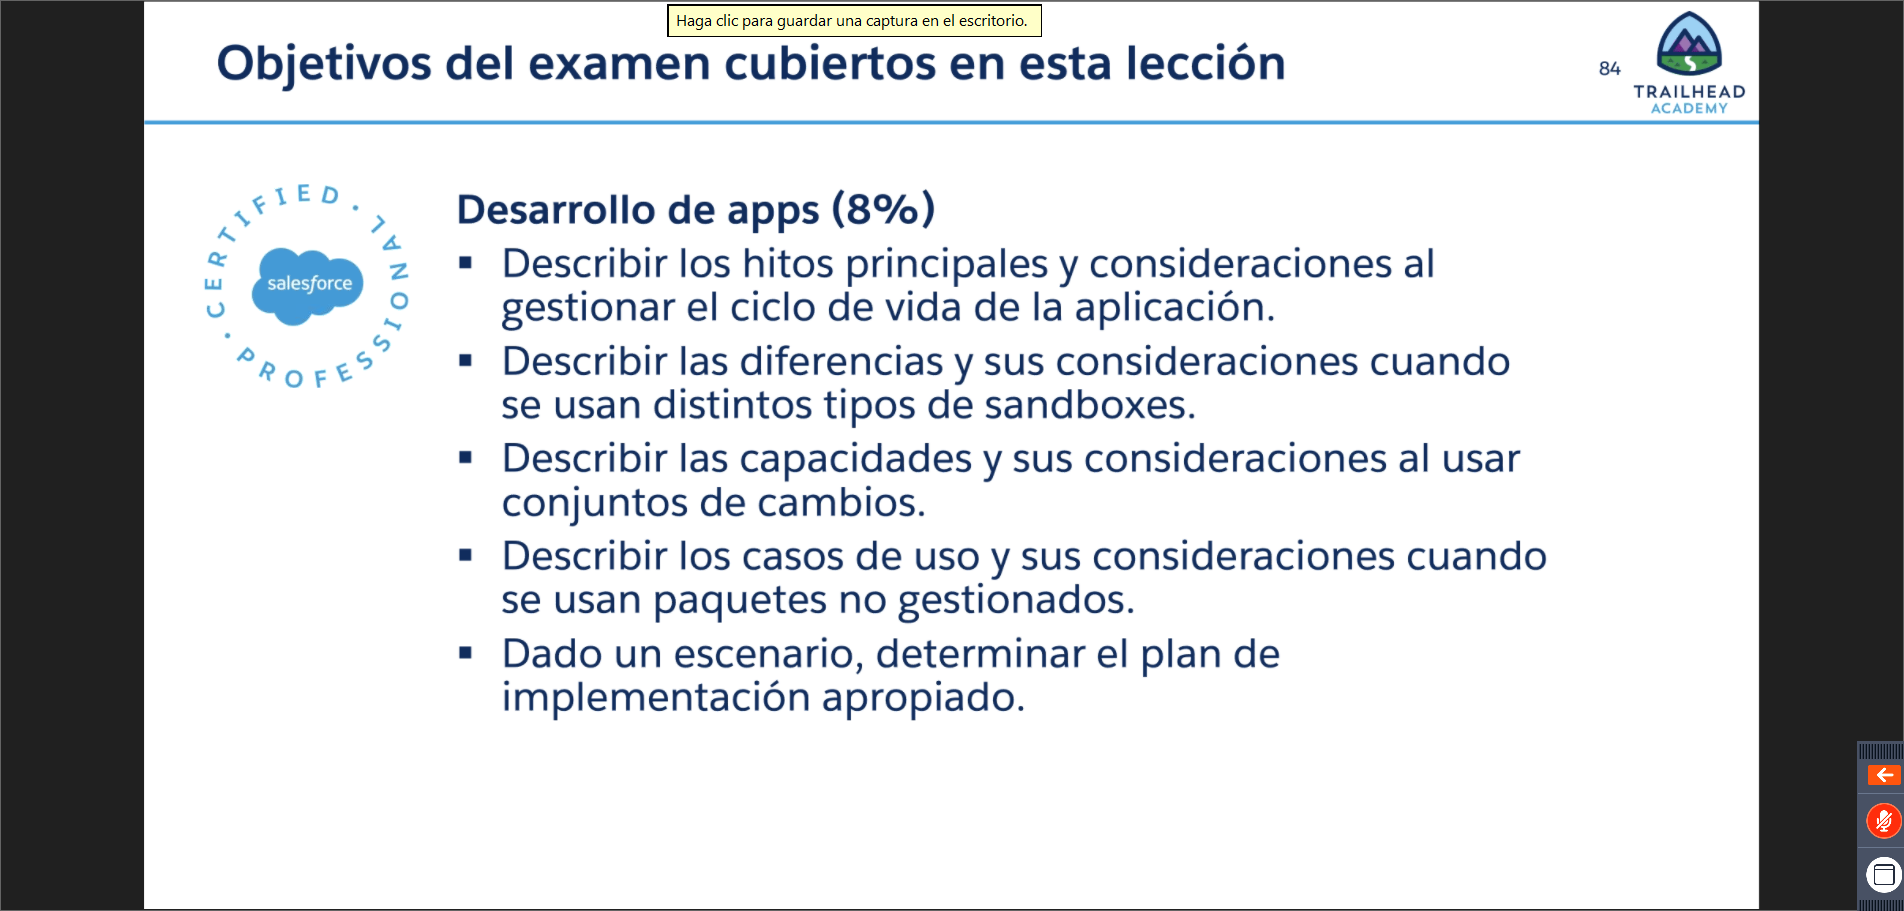 Haga clic para guardar una captura en el escritorio.
Objetivos del examen cubiertos en esta lección
84
TRAILHEAD
ACADEMY
CERTIFIED · PROFESSIONAL ·
salesforce
Desarrollo de apps (8%)
▪ Describir los hitos principales y consideraciones al
gestionar el ciclo de vida de la aplicación.
▪ Describir las diferencias y sus consideraciones cuando
se usan distintos tipos de sandboxes.
▪ Describir las capacidades y sus consideraciones al usar
conjuntos de cambios.
▪ Describir los casos de uso y sus consideraciones cuando
se usan paquetes no gestionados.
▪ Dado un escenario, determinar el plan de
implementación apropiado.